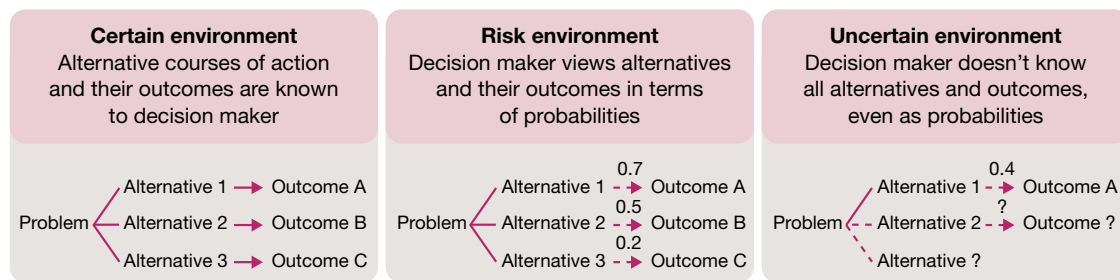 Certain environment
Alternative courses of action
and their outcomes are known
to decision maker
Problem
Alternative 1
Outcome A
Alternative 2
Outcome B
Alternative 3
Outcome C
Risk environment
Decision maker views alternatives
and their outcomes in terms
of probabilities
Problem
Alternative 1
0.7
Outcome A
Alternative 2
0.5
Outcome B
Alternative 3
0.2
Outcome C
Uncertain environment
Decision maker doesn’t know
all alternatives and outcomes,
even as probabilities
Problem
Alternative 1
0.4
Outcome A
Alternative 2
?
Outcome ?
Alternative ?